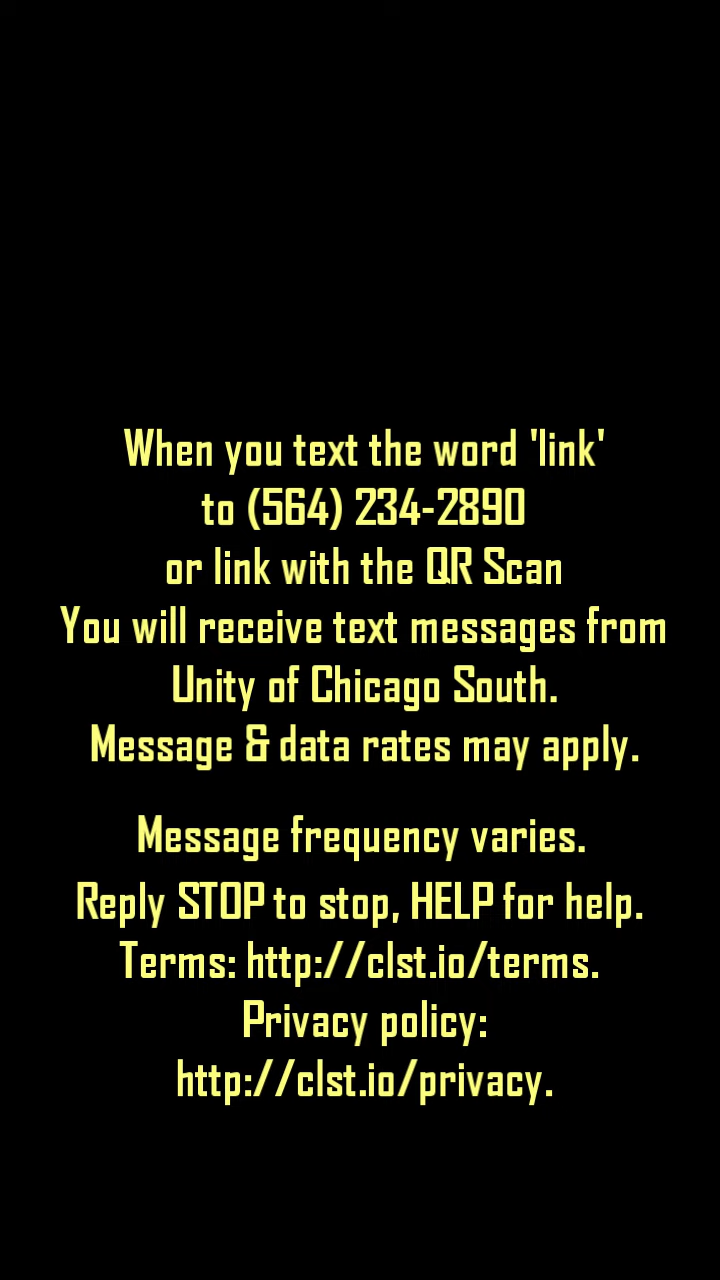 When you text the word 'link'
to (564) 234-2890
or link with the QR Scan
You will receive text messages from
Unity of Chicago South.
Message & data rates may apply.
Message frequency varies.
Reply STOP to stop, HELP for help.
Terms: http://clst.io/terms.
Privacy policy:
http://clst.io/privacy.